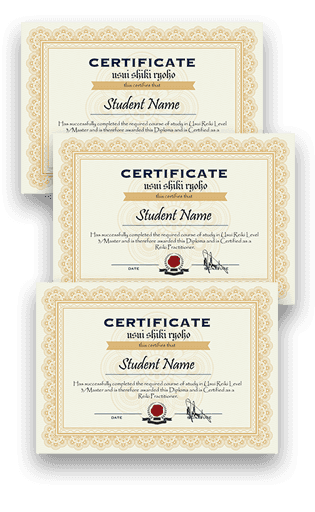 CERTIFICATE
usui shiki ryoho
this certifies that
Student Name
Has successfully completed the required course of study in Usui Reiki Level
3/Master and is therefore awarded this Diploma and is Certified as a
CERTIFICATE
usui shiki ryoho
this certifies that
Student Name
Has successfully completed the required course of study in Usui Reiki Level
3/Master and is therefore awarded this Diploma and is Certified as a
Reiki Practitioner.
DATE
CERTIFICATE
usui shiki ryoho
this certifies that
Student Name
Has successfully completed the required course of study in Usui Reiki Level
3/Master and is therefore awarded this Diploma and is Certified as a
Reiki Practitioner.
DATE